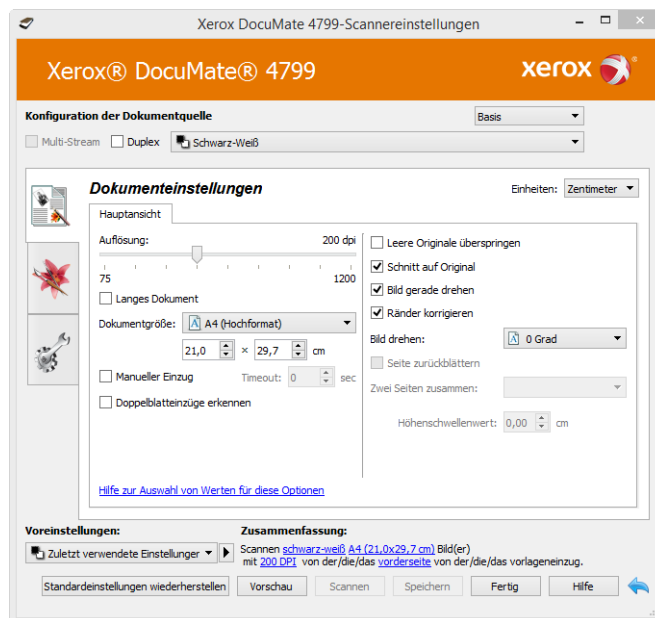 Xerox DocuMate 4799-Scannereinstellungen
Xerox® DocuMate® 4799
xerox
Konfiguration der Dokumentquelle
Basis
Multi-Stream Duplex Schwarz-Weiß
Dokumenteinstellungen
Einheiten: Zentimeter
Hauptansicht
Auflösung: 200 dpi
75 1200
Langes Dokument
Dokumentgröße: A4 (Hochformat)
21,0 × 29,7 cm
Manueller Einzug Timeout: 0 sec
Doppelblatteinzüge erkennen
Leere Originale überspringen
Schnitt auf Original
Bild gerade drehen
Ränder korrigieren
Bild drehen: 0 Grad
Seite zurückblättern
Zwei Seiten zusammen:
Höhenschwellenwert: 0,00 cm
Hilfe zur Auswahl von Werten für diese Optionen
Voreinstellungen:
Zuletzt verwendete Einstellungen
Zusammenfassung:
Scannen schwarz-weiß A4 (21,0x29,7 cm) Bild(er)
mit 200 DPI von der/die/das vorderseite von der/die/das vorlageneinzug.
Standardeinstellungen wiederherstellen Vorschau Scannen Speichern Fertig Hilfe